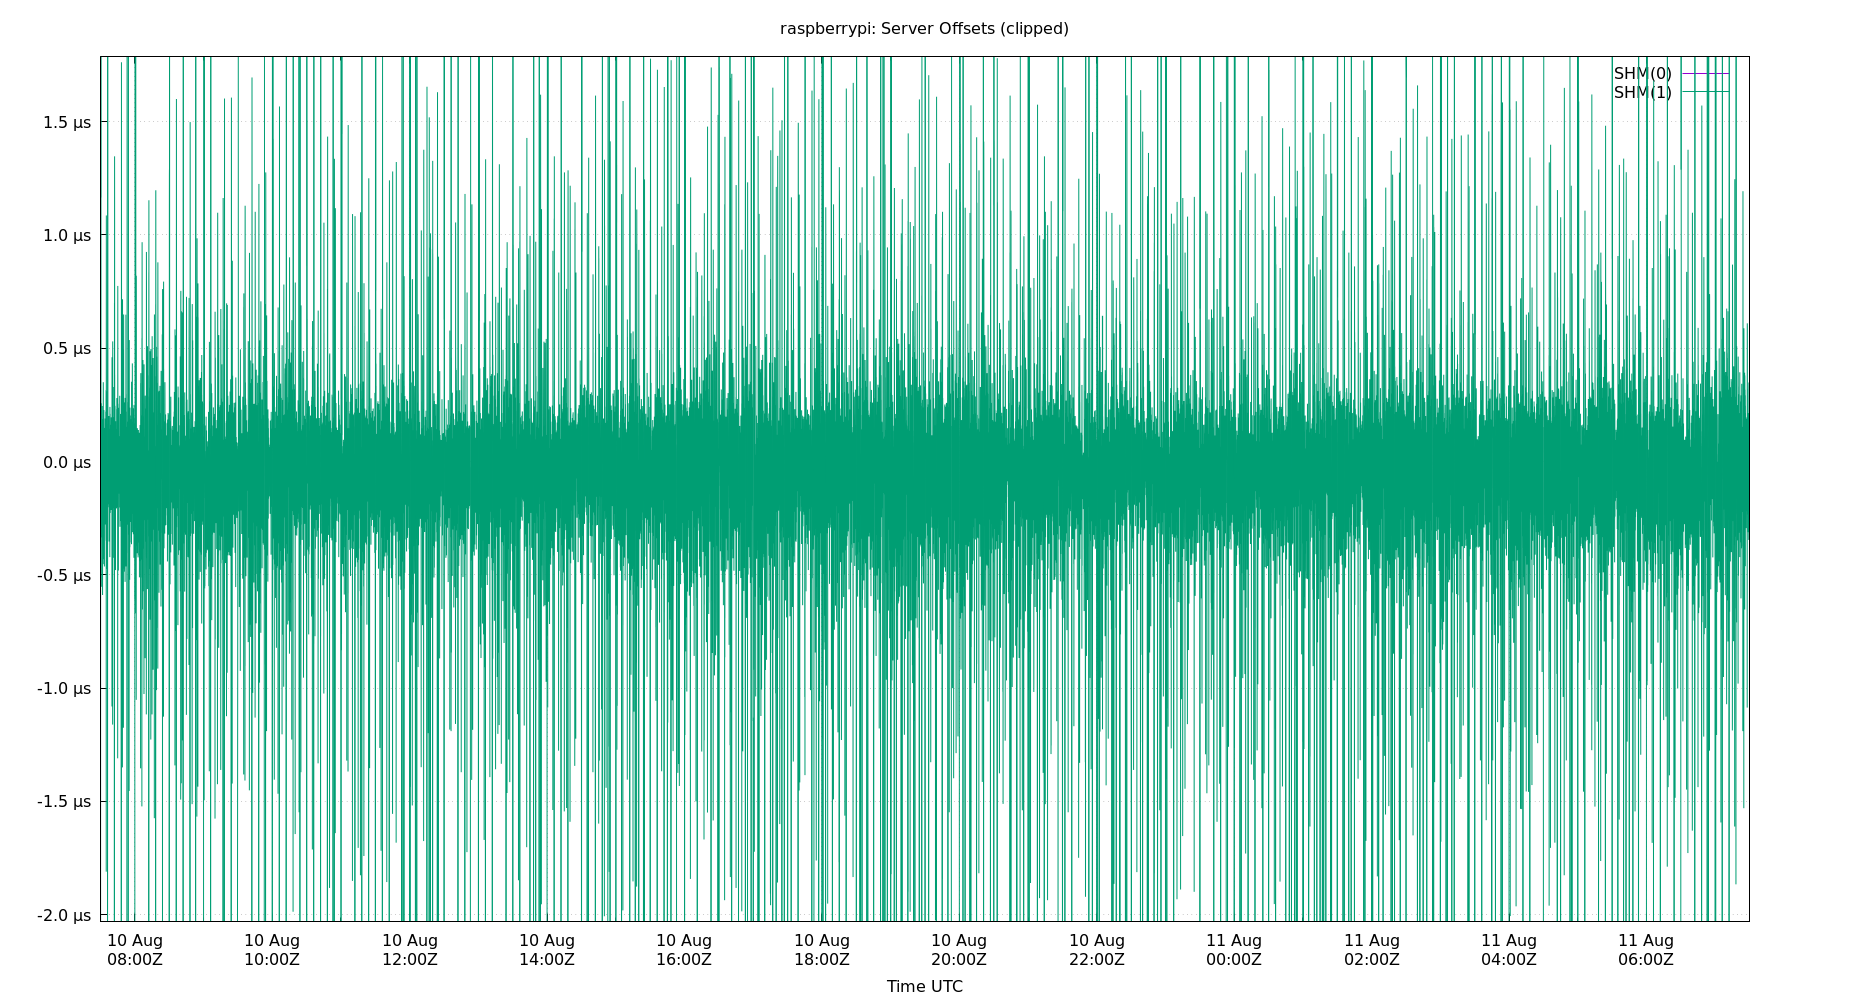 raspberrypi: Server Offsets (clipped)
SHM(0)
SHM(1)
1.5 µs
1.0 µs
0.5 µs
0.0 µs
-0.5 µs
-1.0 µs
-1.5 µs
-2.0 µs
10 Aug 10 Aug 10 Aug 10 Aug 10 Aug 10 Aug 10 Aug 10 Aug 11 Aug 11 Aug 11 Aug 11 Aug
08:00Z 10:00Z 12:00Z 14:00Z 16:00Z 18:00Z 20:00Z 22:00Z 00:00Z 02:00Z 04:00Z 06:00Z
Time UTC